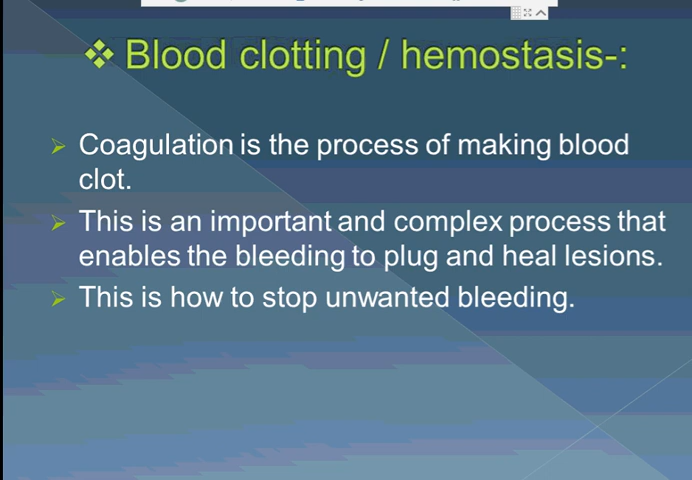 ❖ Blood clotting / hemostasis-:
➢ Coagulation is the process of making blood
clot.
➢ This is an important and complex process that
enables the bleeding to plug and heal lesions.
➢ This is how to stop unwanted bleeding.